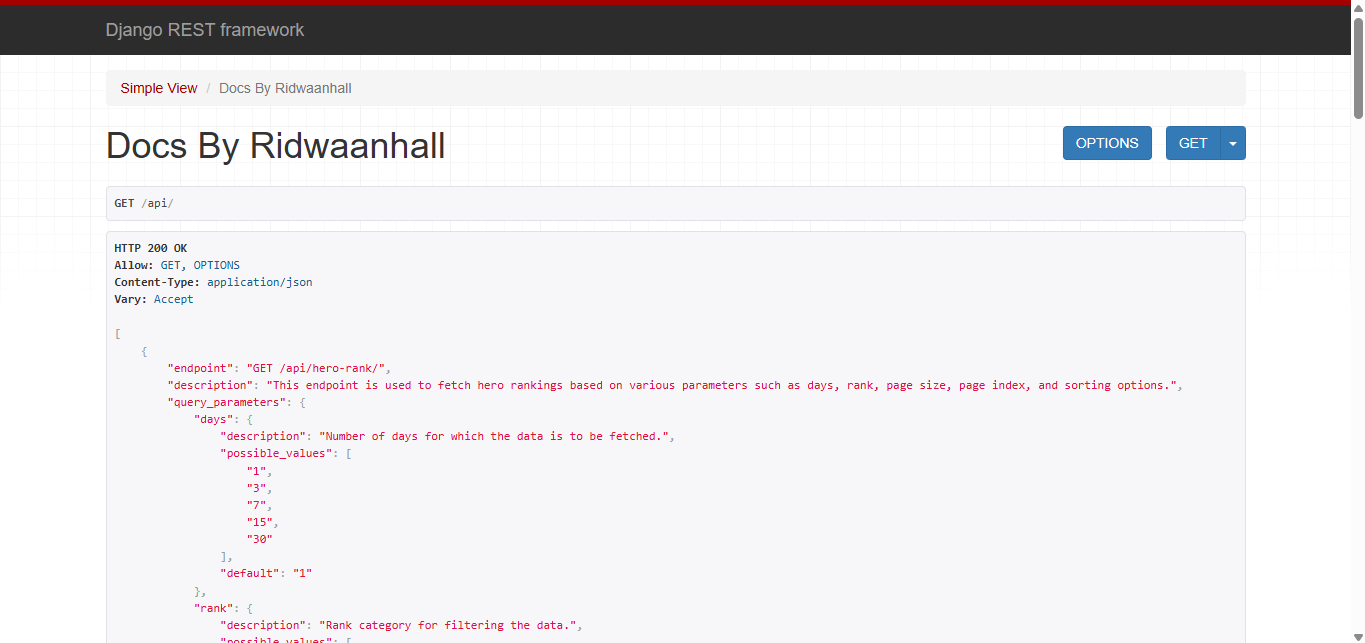 Django REST framework
Simple View / Docs By Ridwaanhall
Docs By Ridwaanhall
OPTIONS
GET
GET /api/
HTTP 200 OK
Allow: GET, OPTIONS
Content-Type: application/json
Vary: Accept
[
    {
        "endpoint": "GET /api/hero-rank/",
        "description": "This endpoint is used to fetch hero rankings based on various parameters such as days, rank, page size, page index, and sorting options.",
        "query_parameters": {
            "days": {
                "description": "Number of days for which the data is to be fetched.",
                "possible_values": [
                    "1",
                    "3",
                    "7",
                    "15",
                    "30"
                ],
                "default": "1"
            },
            "rank": {
                "description": "Rank category for filtering the data.",
                "possible_values": [